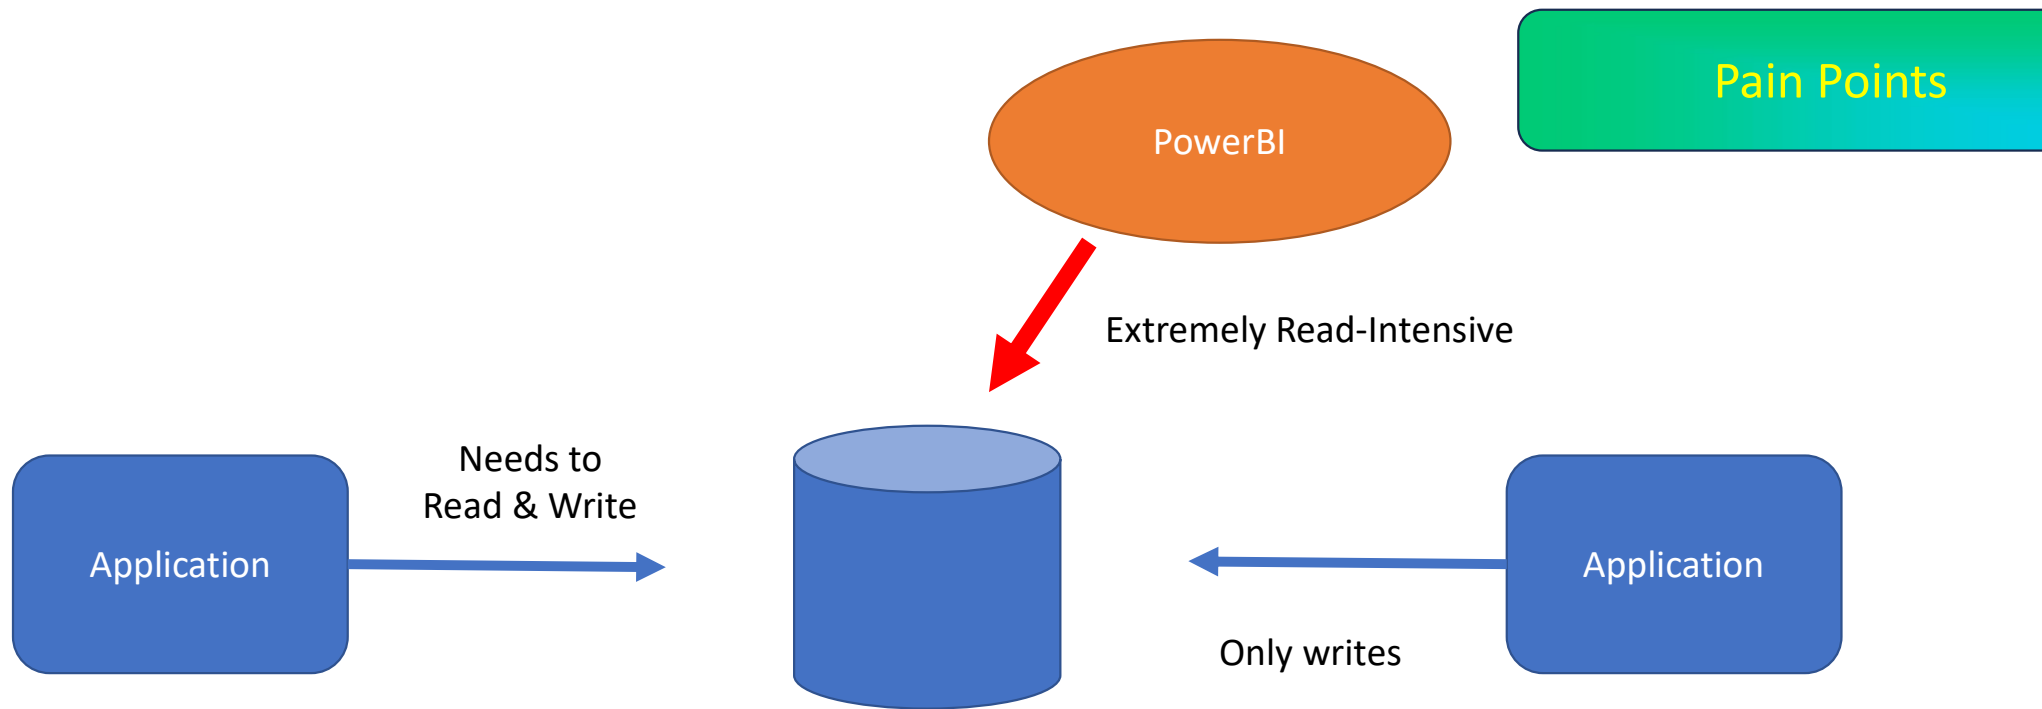 Pain Points
PowerBI
Extremely Read-Intensive
Needs to
Read & Write
Application
Application
Only writes